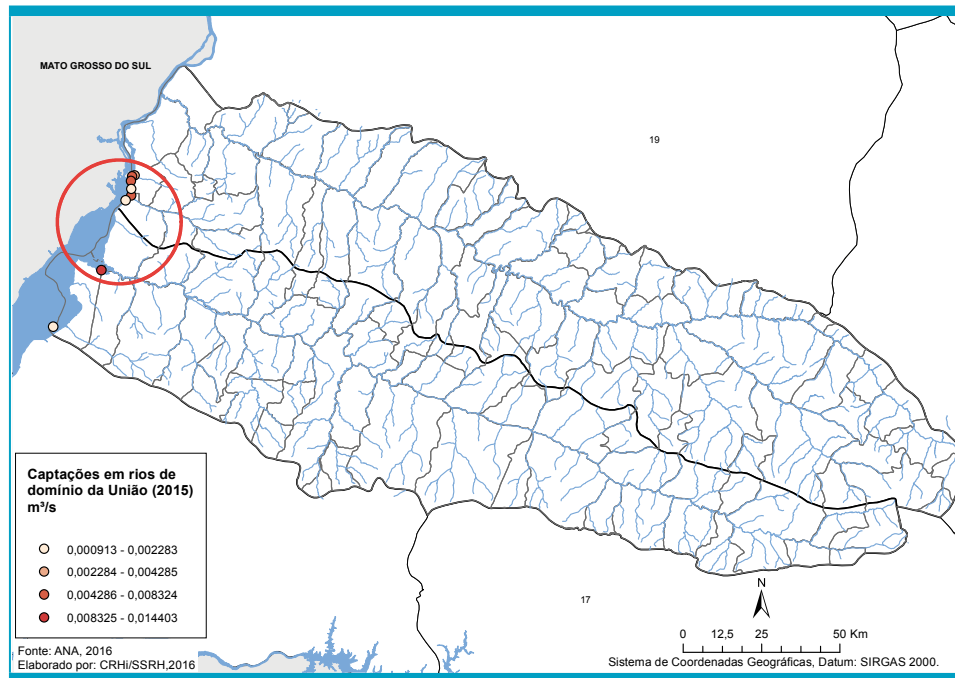 MATO GROSSO DO SUL
19
Captações em rios de
domínio da União (2015)
m³/s
0,000913 - 0,002283
0,002284 - 0,004285
0,004286 - 0,008324
0,008325 - 0,014403
17
N
0 12,5 25 50 Km
Fonte: ANA, 2016
Elaborado por: CRHi/SSRH,2016
Sistema de Coordenadas Geográficas, Datum: SIRGAS 2000.